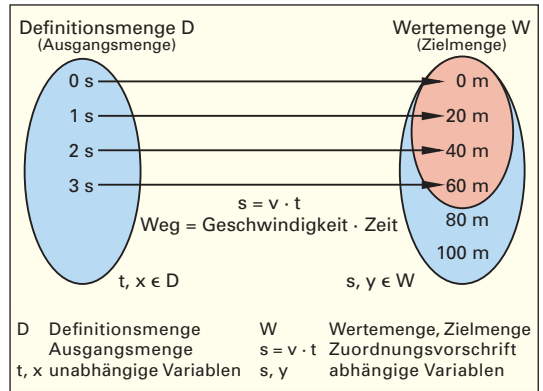 Definitionsmenge D Wertemenge W
(Ausgangsmenge) (Zielmenge)
0 s 0 m
1 s 20 m
2 s 40 m
3 s 60 m
s = v · t
Weg = Geschwindigkeit · Zeit
80 m
100 m
t, x ϵ D s, y ϵ W
D Definitionsmenge W Wertemenge, Zielmenge
Ausgangsmenge s = v · t Zuordnungsvorschrift
t, x unabhängige Variablen s, y abhängige Variablen